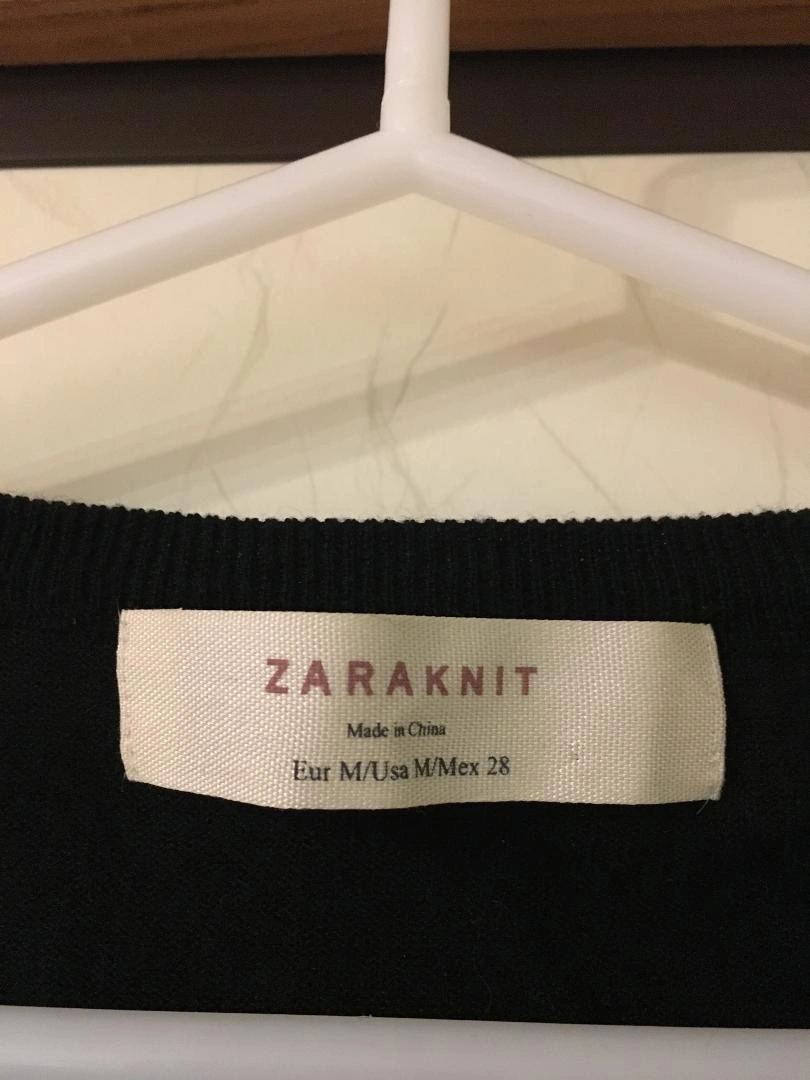 ZARAKNIT
Made in China
Eur M/Usa M/Mex 28